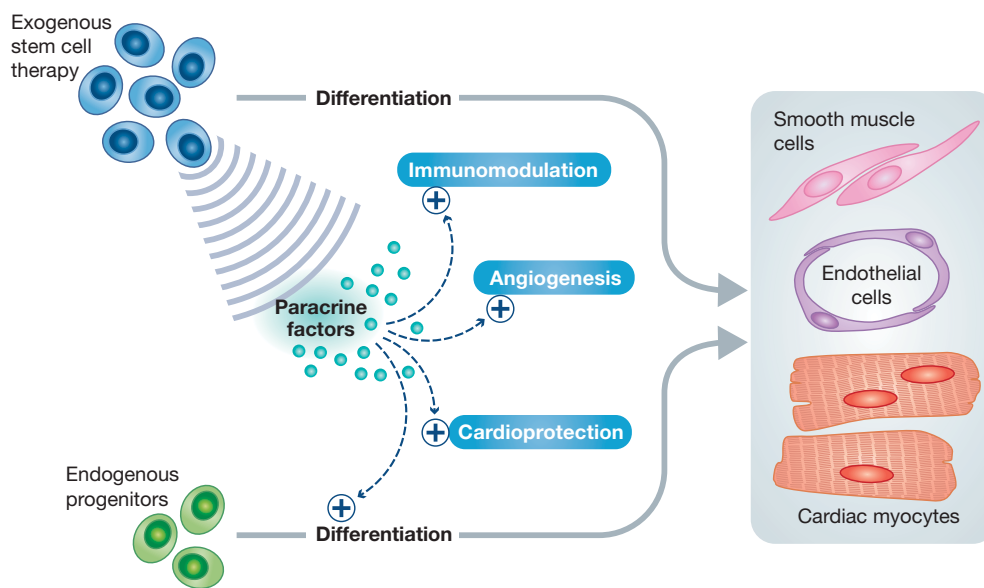 Exogenous
stem cell
therapy
Differentiation
Immunomodulation
+
Angiogenesis
+
Paracrine
factors
Cardioprotection
+
Endogenous
progenitors
+
Differentiation
Smooth muscle
cells
Endothelial
cells
Cardiac myocytes